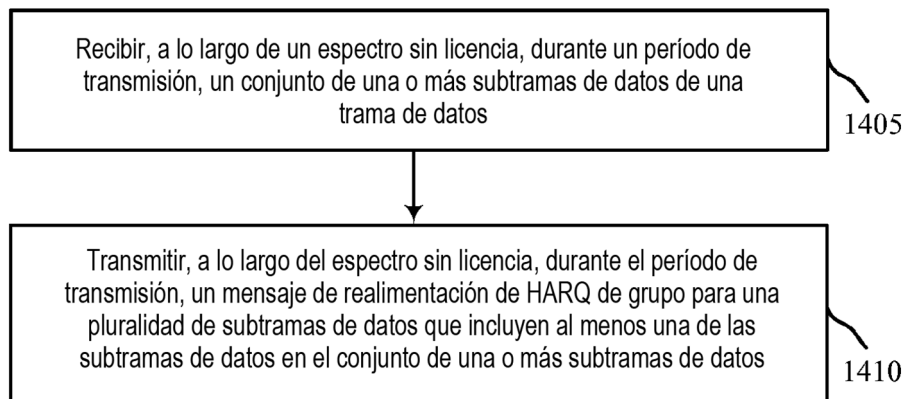 Recibir, a lo largo de un espectro sin licencia, durante un período de
transmisión, un conjunto de una o más subtramas de datos de una
trama de datos
1405
Transmitir, a lo largo del espectro sin licencia, durante el período de
transmisión, un mensaje de realimentación de HARQ de grupo para una
pluralidad de subtramas de datos que incluyen al menos una de las
subtramas de datos en el conjunto de una o más subtramas de datos
1410